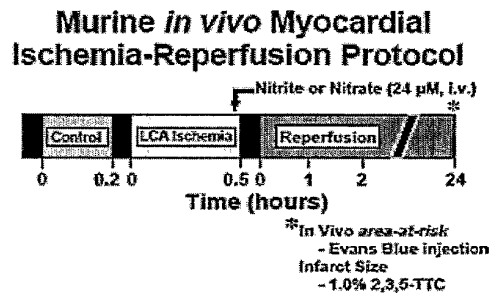 Murine in vivo Myocardial
Ischemia-Reperfusion Protocol
Nitrite or Nitrate (24 µM, i.v.)
*
Control
LCA Ischemia
Reperfusion
0 0.2 0 0.5 0 1 2 24
Time (hours)
*In Vivo area-at-risk
- Evans Blue injection
Infarct Size
- 1.0% 2,3,5-TTC